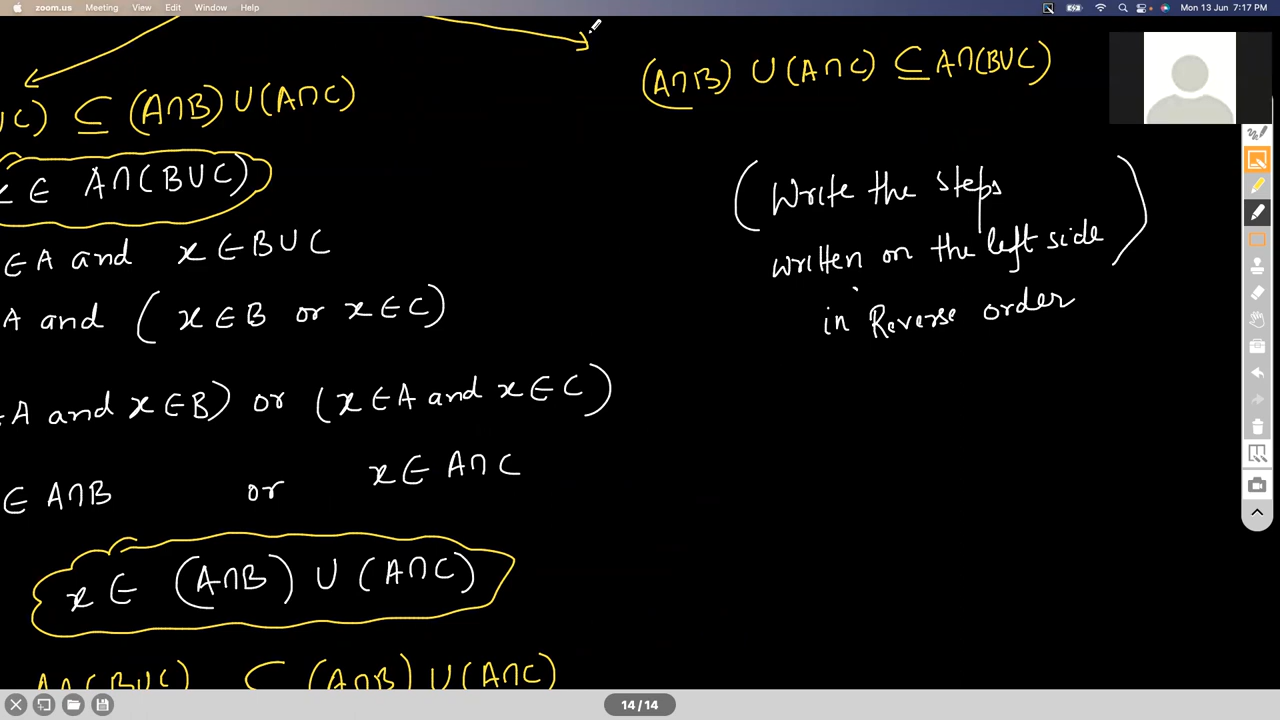 zoom.us Meeting View Edit Window Help
Mon 13 Jun 7:17 PM
UC) ⊆ (A∩B) ∪ (A∩C)
x ∈ A∩(B∪C)
∈ A and x ∈ B∪C
A and (x ∈ B or x ∈ C)
∈ A and x ∈ B) or (x ∈ A and x ∈ C)
∈ A∩B or x ∈ A∩C
x ∈ (A∩B) ∪ (A∩C)
A∩(B∪C) ⊆ (A∩B) ∪ (A∩C)
(A∩B) ∪ (A∩C) ⊆ A∩(B∪C)
(Write the steps
written on the left side)
in Reverse order
14 / 14